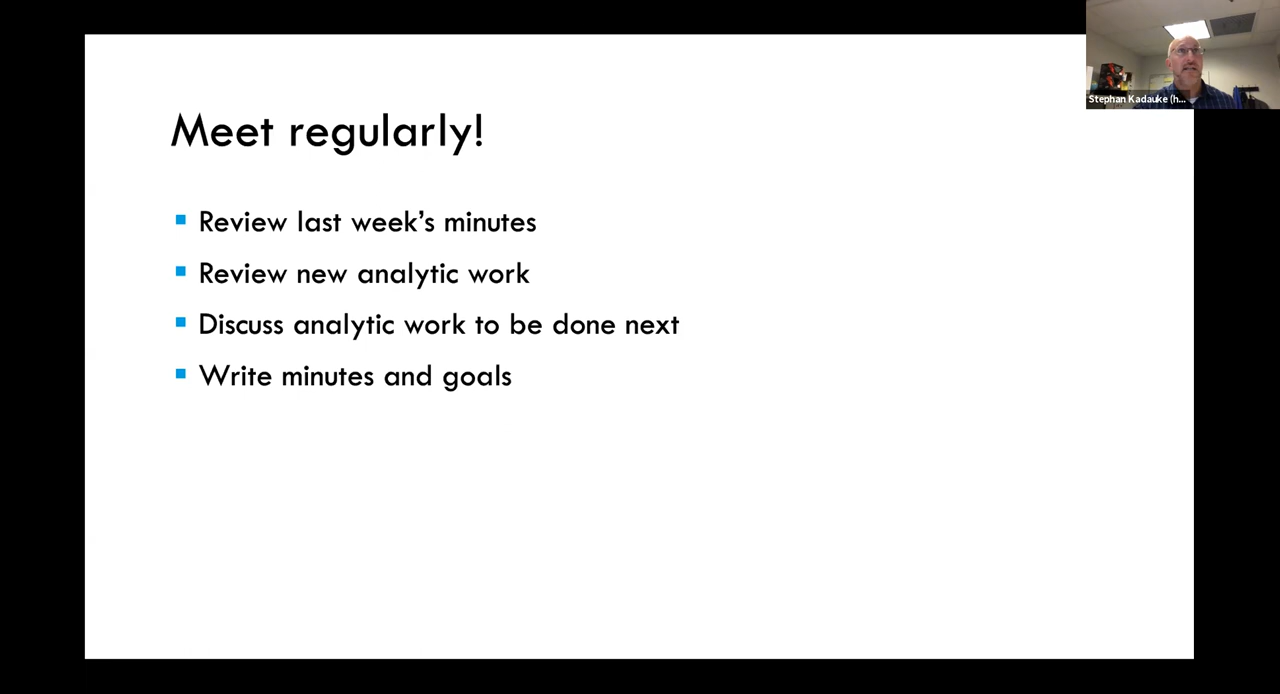 Meet regularly!
Review last week's minutes
Review new analytic work
Discuss analytic work to be done next
Write minutes and goals
Stephan Kadauke (h...